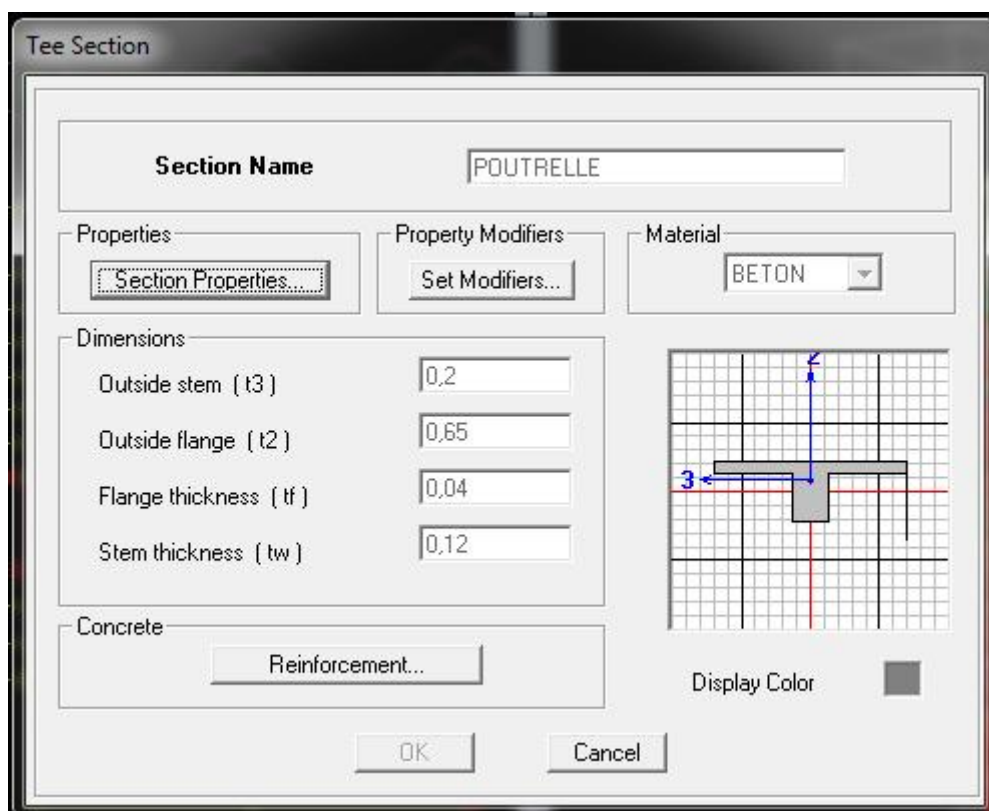 Tee Section
Section Name POUTRELLE
Properties Property Modifiers Material
Section Properties... Set Modifiers... BETON
Dimensions
Outside stem ( t3 ) 0,2
Outside flange ( t2 ) 0,65
Flange thickness ( tf ) 0,04
Stem thickness ( tw ) 0,12
2
3
Concrete
Reinforcement...
Display Color
OK Cancel